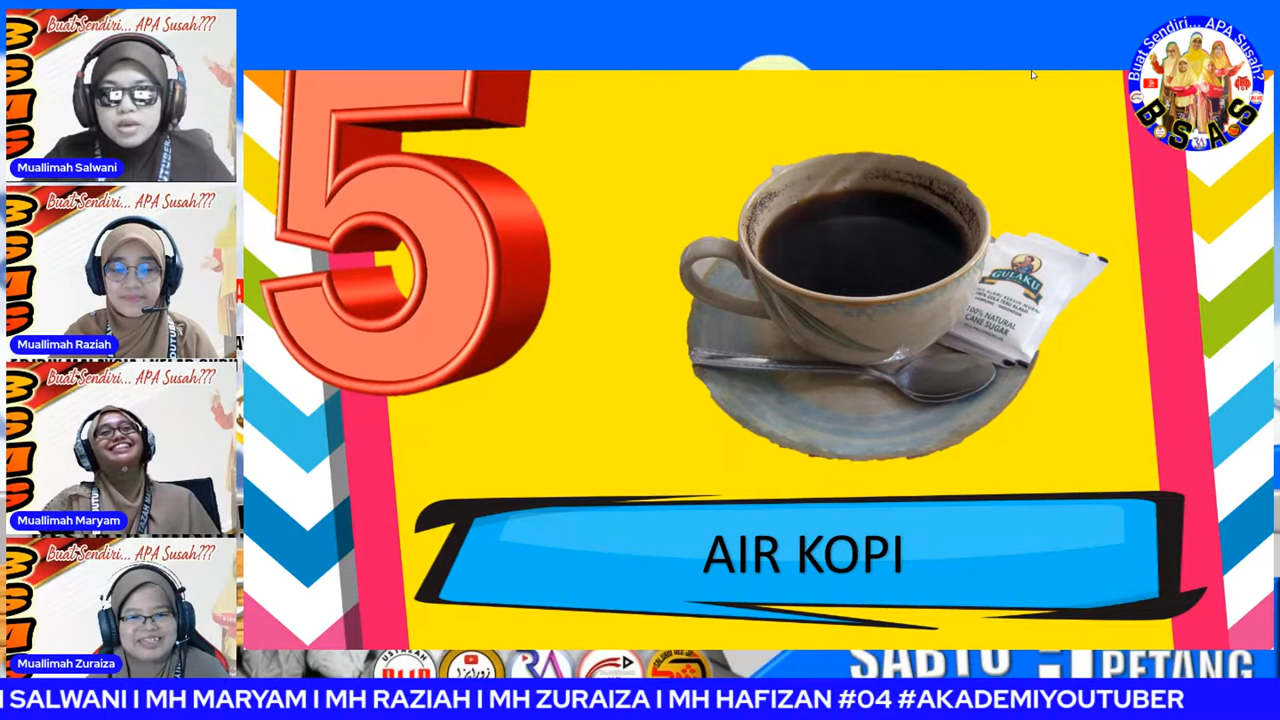 Buat Sendiri... APA Susah???
Muallimah Salwani
Buat Sendiri... APA Susah???
Muallimah Raziah
Buat Sendiri... APA Susah???
Muallimah Maryam
Buat Sendiri... APA Susah???
Muallimah Zuraiza
5
GULAKU
100% NATURAL
CANE SUGAR
AIR KOPI
Buat Sendiri... APA Susah?
BSAS
SABTU
PETANG
SALWANI I MH MARYAM I MH RAZIAH I MH ZURAIZA I MH HAFIZAN #04 #AKADEMIYOUTUBER